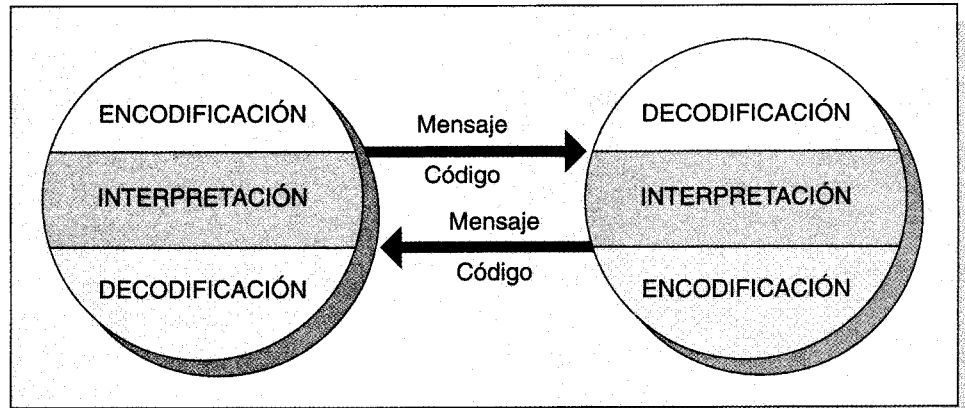 ENCODIFICACIÓN
INTERPRETACIÓN
DECODIFICACIÓN
Mensaje
Código
Mensaje
Código
DECODIFICACIÓN
INTERPRETACIÓN
ENCODIFICACIÓN